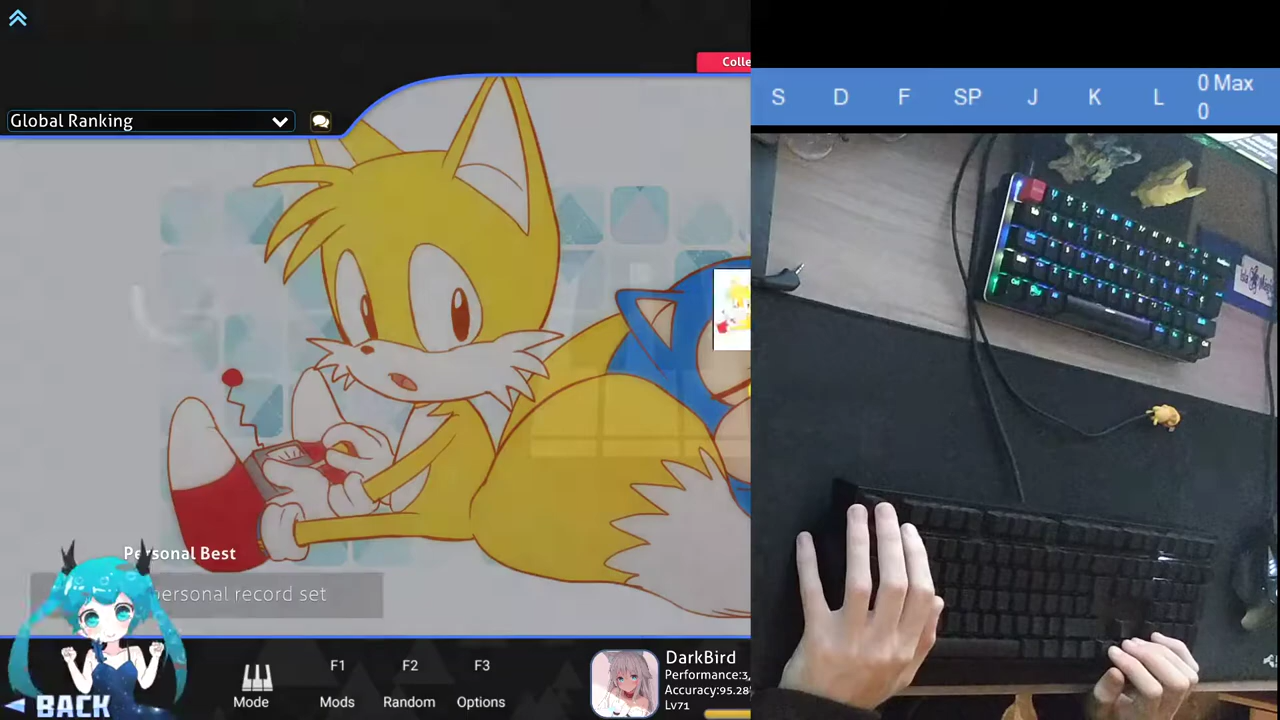 Colle
Global Ranking
S D F SP J K L
0 Max
0
Personal Best
personal record set
BACK
Mode
F1
Mods
F2
Random
F3
Options
DarkBird
Performance:3,
Accuracy:95.28
Lv71